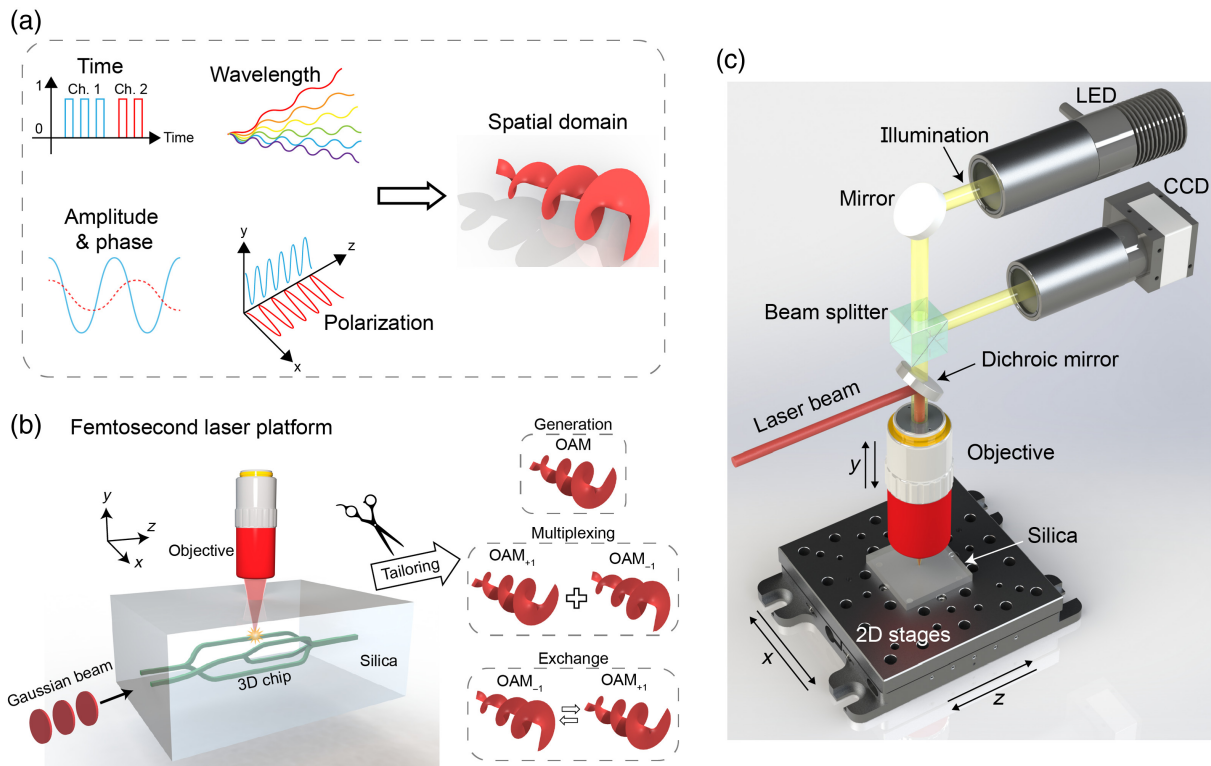 (a)
Time
1
Ch. 1
Ch. 2
0
Time
Wavelength
Spatial domain
Amplitude
& phase
y
z
Polarization
x
(b)
Femtosecond laser platform
y
z
x
Objective
Tailoring
Silica
3D chip
Gaussian beam
Generation
OAM
Multiplexing
OAM+1
OAM−1
Exchange
OAM−1
OAM+1
(c)
LED
Illumination
CCD
Mirror
Beam splitter
Dichroic mirror
Laser beam
y
Objective
Silica
2D stages
x
z